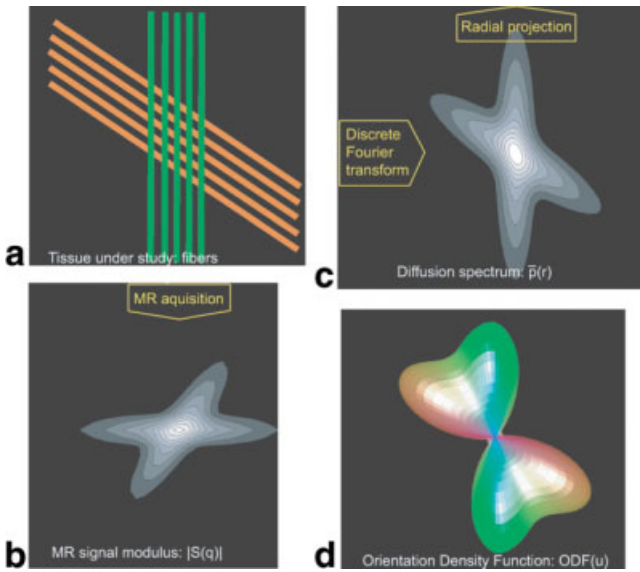 a
Tissue under study: fibers
MR aquisition
b
MR signal modulus: |S(q)|
Radial projection
Discrete
Fourier
transform
c
Diffusion spectrum: p̅(r)
d
Orientation Density Function: ODF(u)